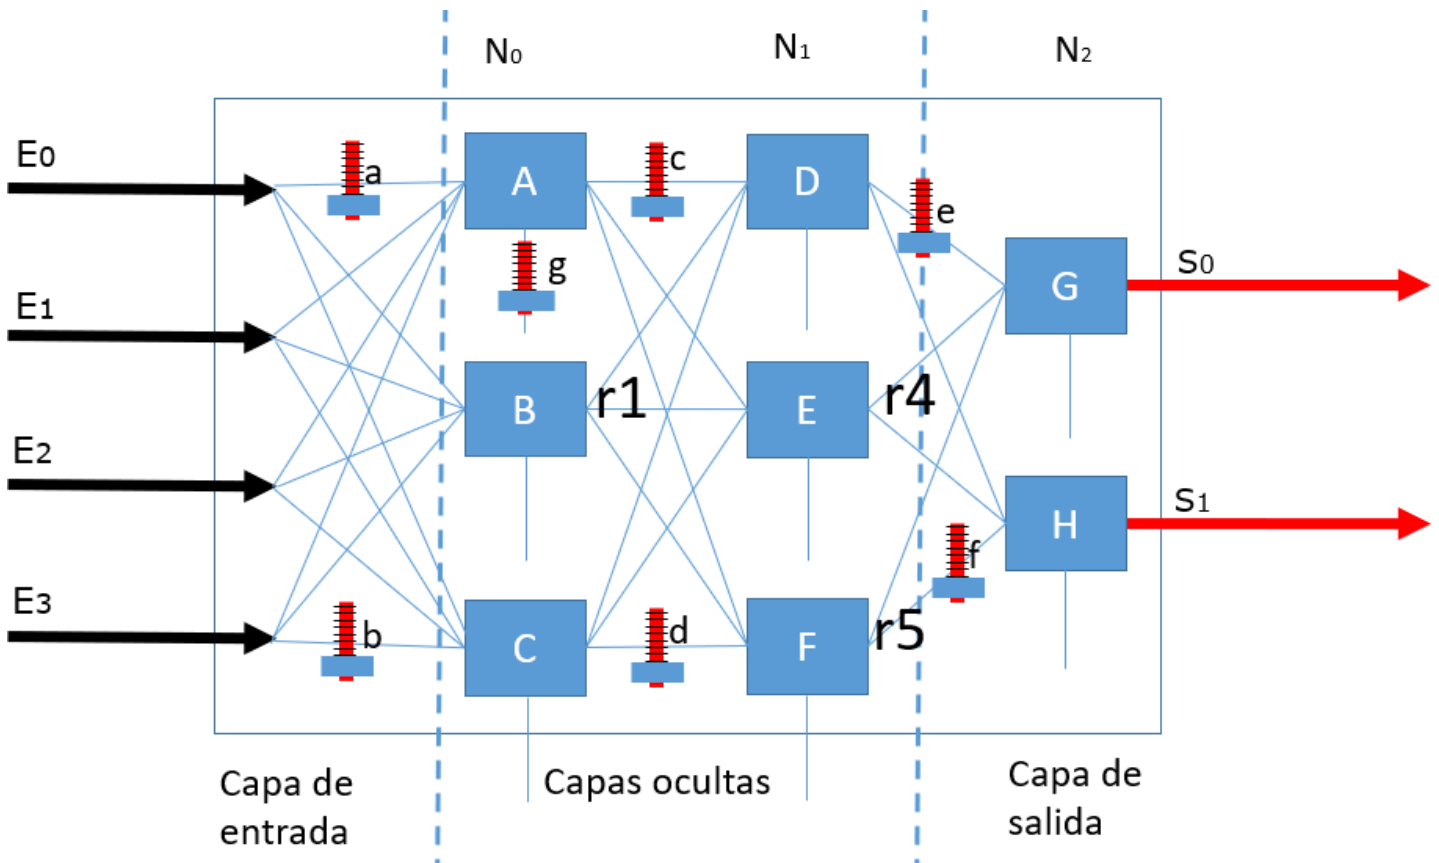 N0
N1
N2
E0
a
A
c
D
e
g
G
S0
E1
B
r1
E
r4
E2
H
S1
f
E3
b
C
d
F
r5
Capa de
entrada
Capas ocultas
Capa de
salida